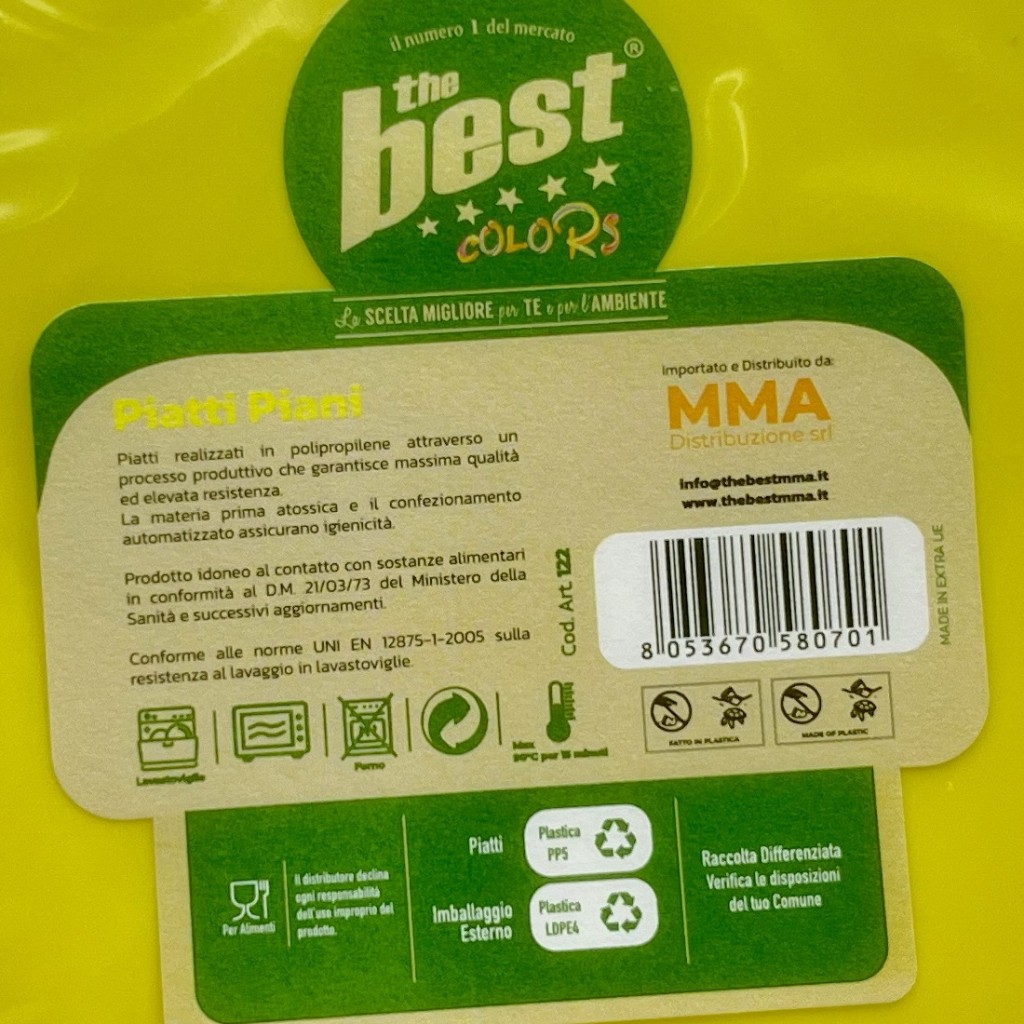 il numero 1 del mercato
the
best®
COLORS
La SCELTA MIGLIORE per TE e per l'AMBIENTE
Piatti Piani
Piatti realizzati in polipropilene attraverso un
processo produttivo che garantisce massima qualità
ed elevata resistenza.
La materia prima atossica e il confezionamento
automatizzato assicurano igienicità.
Prodotto idoneo al contatto con sostanze alimentari
in conformità al D.M. 21/03/73 del Ministero della
Sanità e successivi aggiornamenti.
Conforme alle norme UNI EN 12875-1-2005 sulla
resistenza al lavaggio in lavastoviglie.
Lavastoviglie
Forno
Max
90°C per 15 minuti
Importato e Distribuito da:
MMA
Distribuzione srl
info@thebestmma.it
www.thebestmma.it
Cod. Art. 122
8 053670 580701
MADE IN EXTRA UE
FATTO IN PLASTICA
MADE OF PLASTIC
Per Alimenti
Il distributore declina
ogni responsabilità
dell'uso improprio del
prodotto.
Piatti
Plastica
PP5
Imballaggio
Esterno
Plastica
LDPE4
Raccolta Differenziata
Verifica le disposizioni
del tuo Comune